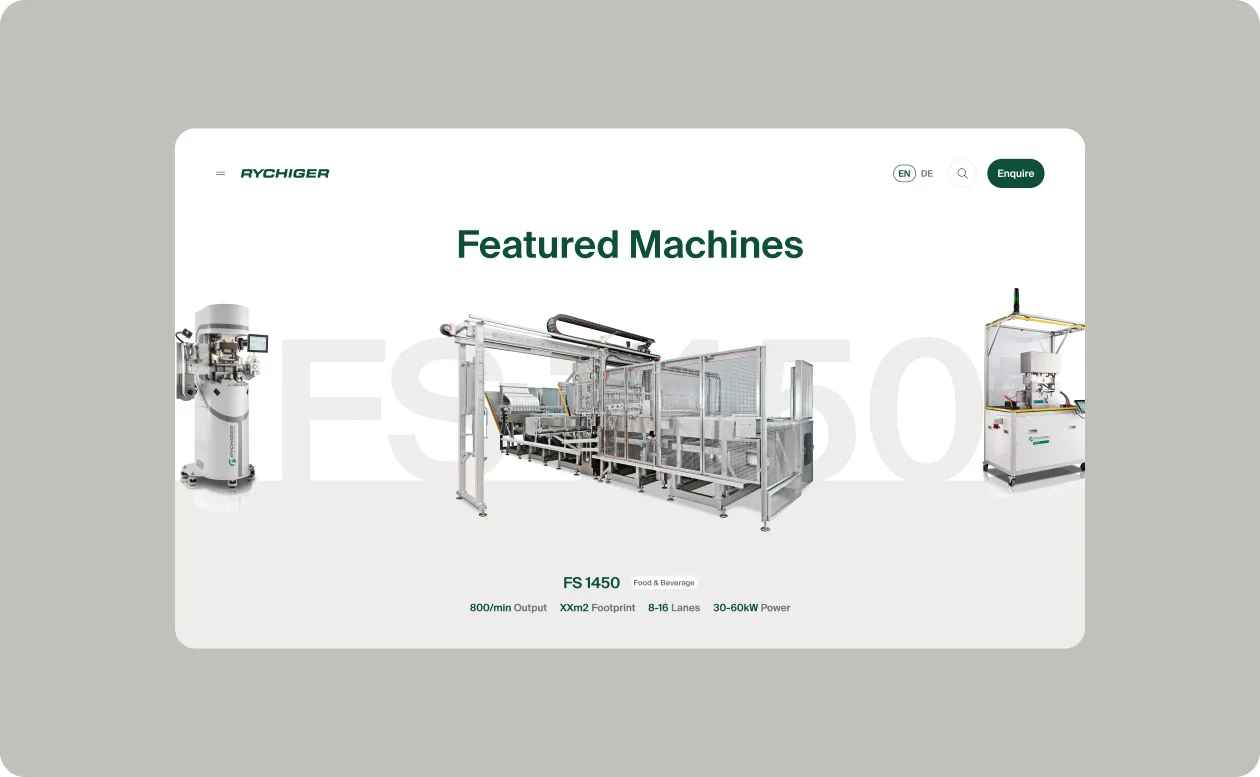 RYCHIGER
EN DE
Enquire
Featured Machines
FS 1450
RYCHIGER
FS 1450 Food & Beverage
800/min Output XXm2 Footprint 8-16 Lanes 30-60kW Power